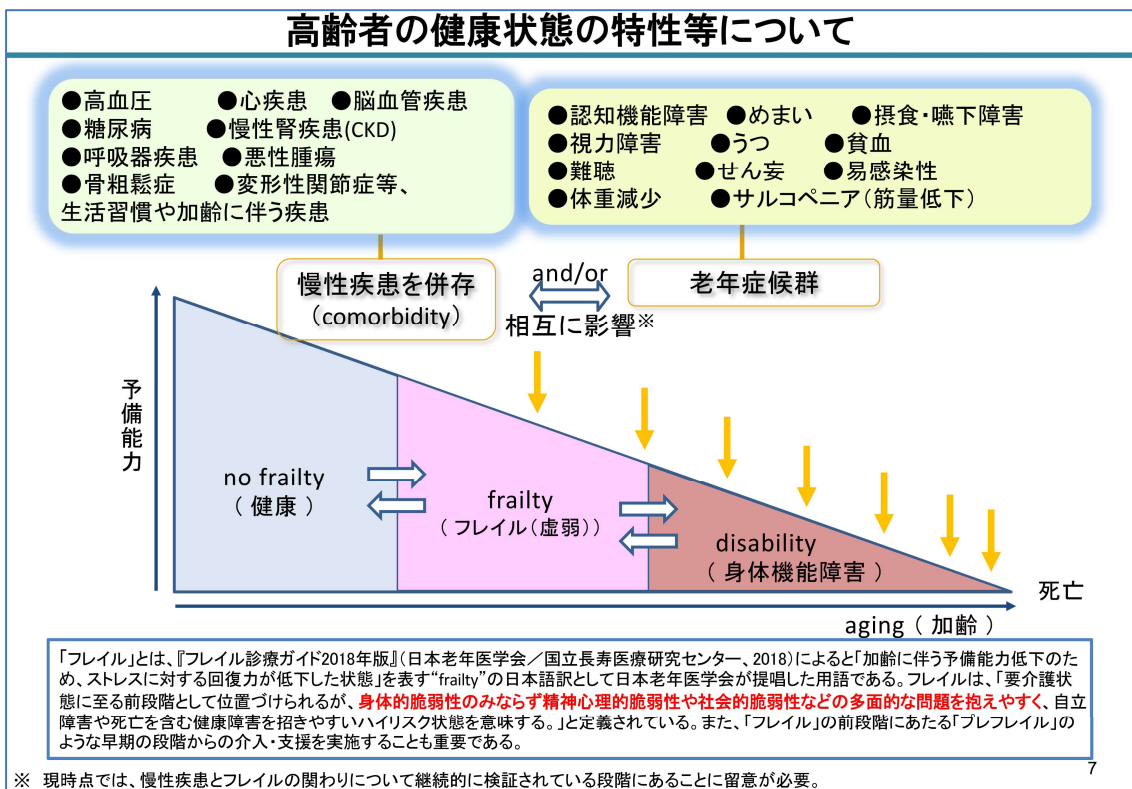 高齢者の健康状態の特性等について
●高血圧 ●心疾患 ●脳血管疾患
●糖尿病 ●慢性腎疾患(CKD)
●呼吸器疾患 ●悪性腫瘍
●骨粗鬆症 ●変形性関節症等、
生活習慣や加齢に伴う疾患
●認知機能障害 ●めまい ●摂食・嚥下障害
●視力障害 ●うつ ●貧血
●難聴 ●せん妄 ●易感染性
●体重減少 ●サルコペニア(筋量低下)
慢性疾患を併存
(comorbidity)
and/or
相互に影響※
老年症候群
予備能力
no frailty
( 健康 )
frailty
( フレイル(虚弱))
disability
( 身体機能障害 )
死亡
aging ( 加齢 )
「フレイル」とは、『フレイル診療ガイド2018年版』(日本老年医学会/国立長寿医療研究センター、2018)によると「加齢に伴う予備能力低下のた
め、ストレスに対する回復力が低下した状態」を表す“frailty”の日本語訳として日本老年医学会が提唱した用語である。フレイルは、「要介護状
態に至る前段階として位置づけられるが、身体的脆弱性のみならず精神心理的脆弱性や社会的脆弱性などの多面的な問題を抱えやすく、自立
障害や死亡を含む健康障害を招きやすいハイリスク状態を意味する。」と定義されている。また、「フレイル」の前段階にあたる「プレフレイル」の
ような早期の段階からの介入・支援を実施することも重要である。
7
※ 現時点では、慢性疾患とフレイルの関わりについて継続的に検証されている段階にあることに留意が必要。